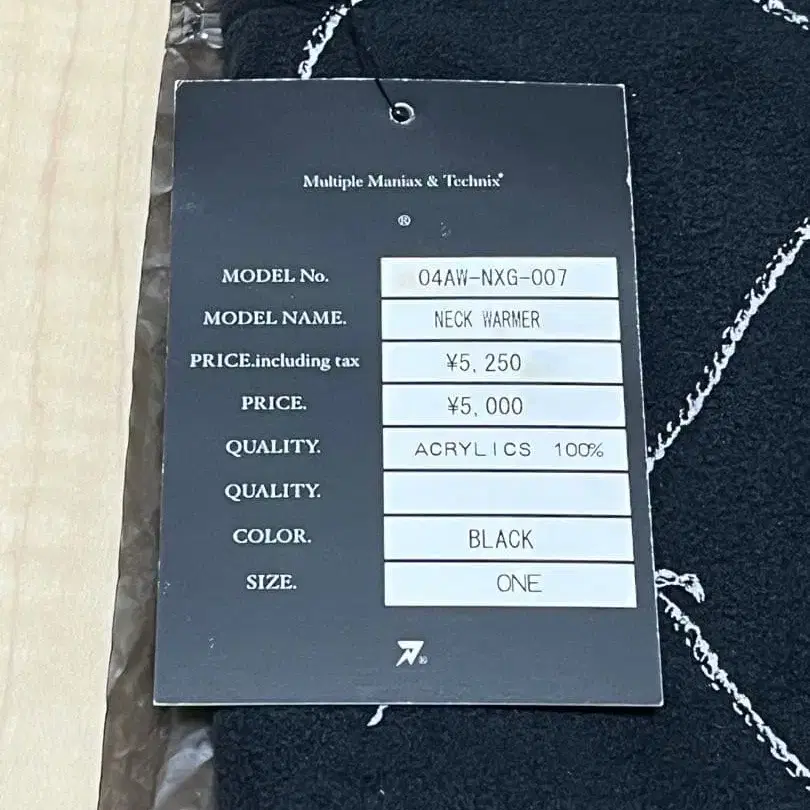 Multiple Maniax & Technix®
®
MODEL No. 04AW-NXG-007
MODEL NAME. NECK WARMER
PRICE.including tax ¥5,250
PRICE. ¥5,000
QUALITY. ACRYLICS 100%
QUALITY.
COLOR. BLACK
SIZE. ONE
®